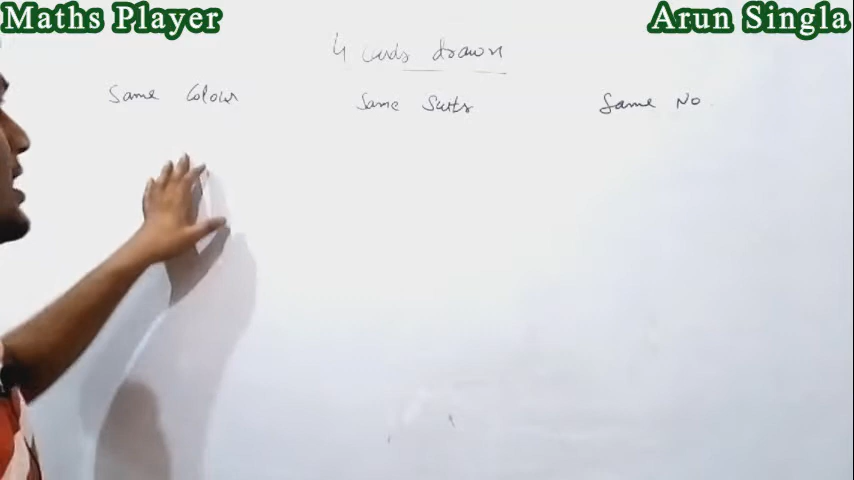 Maths Player
Arun Singla
4 Cards drawn
Same Colour
Same Suits
Same No.